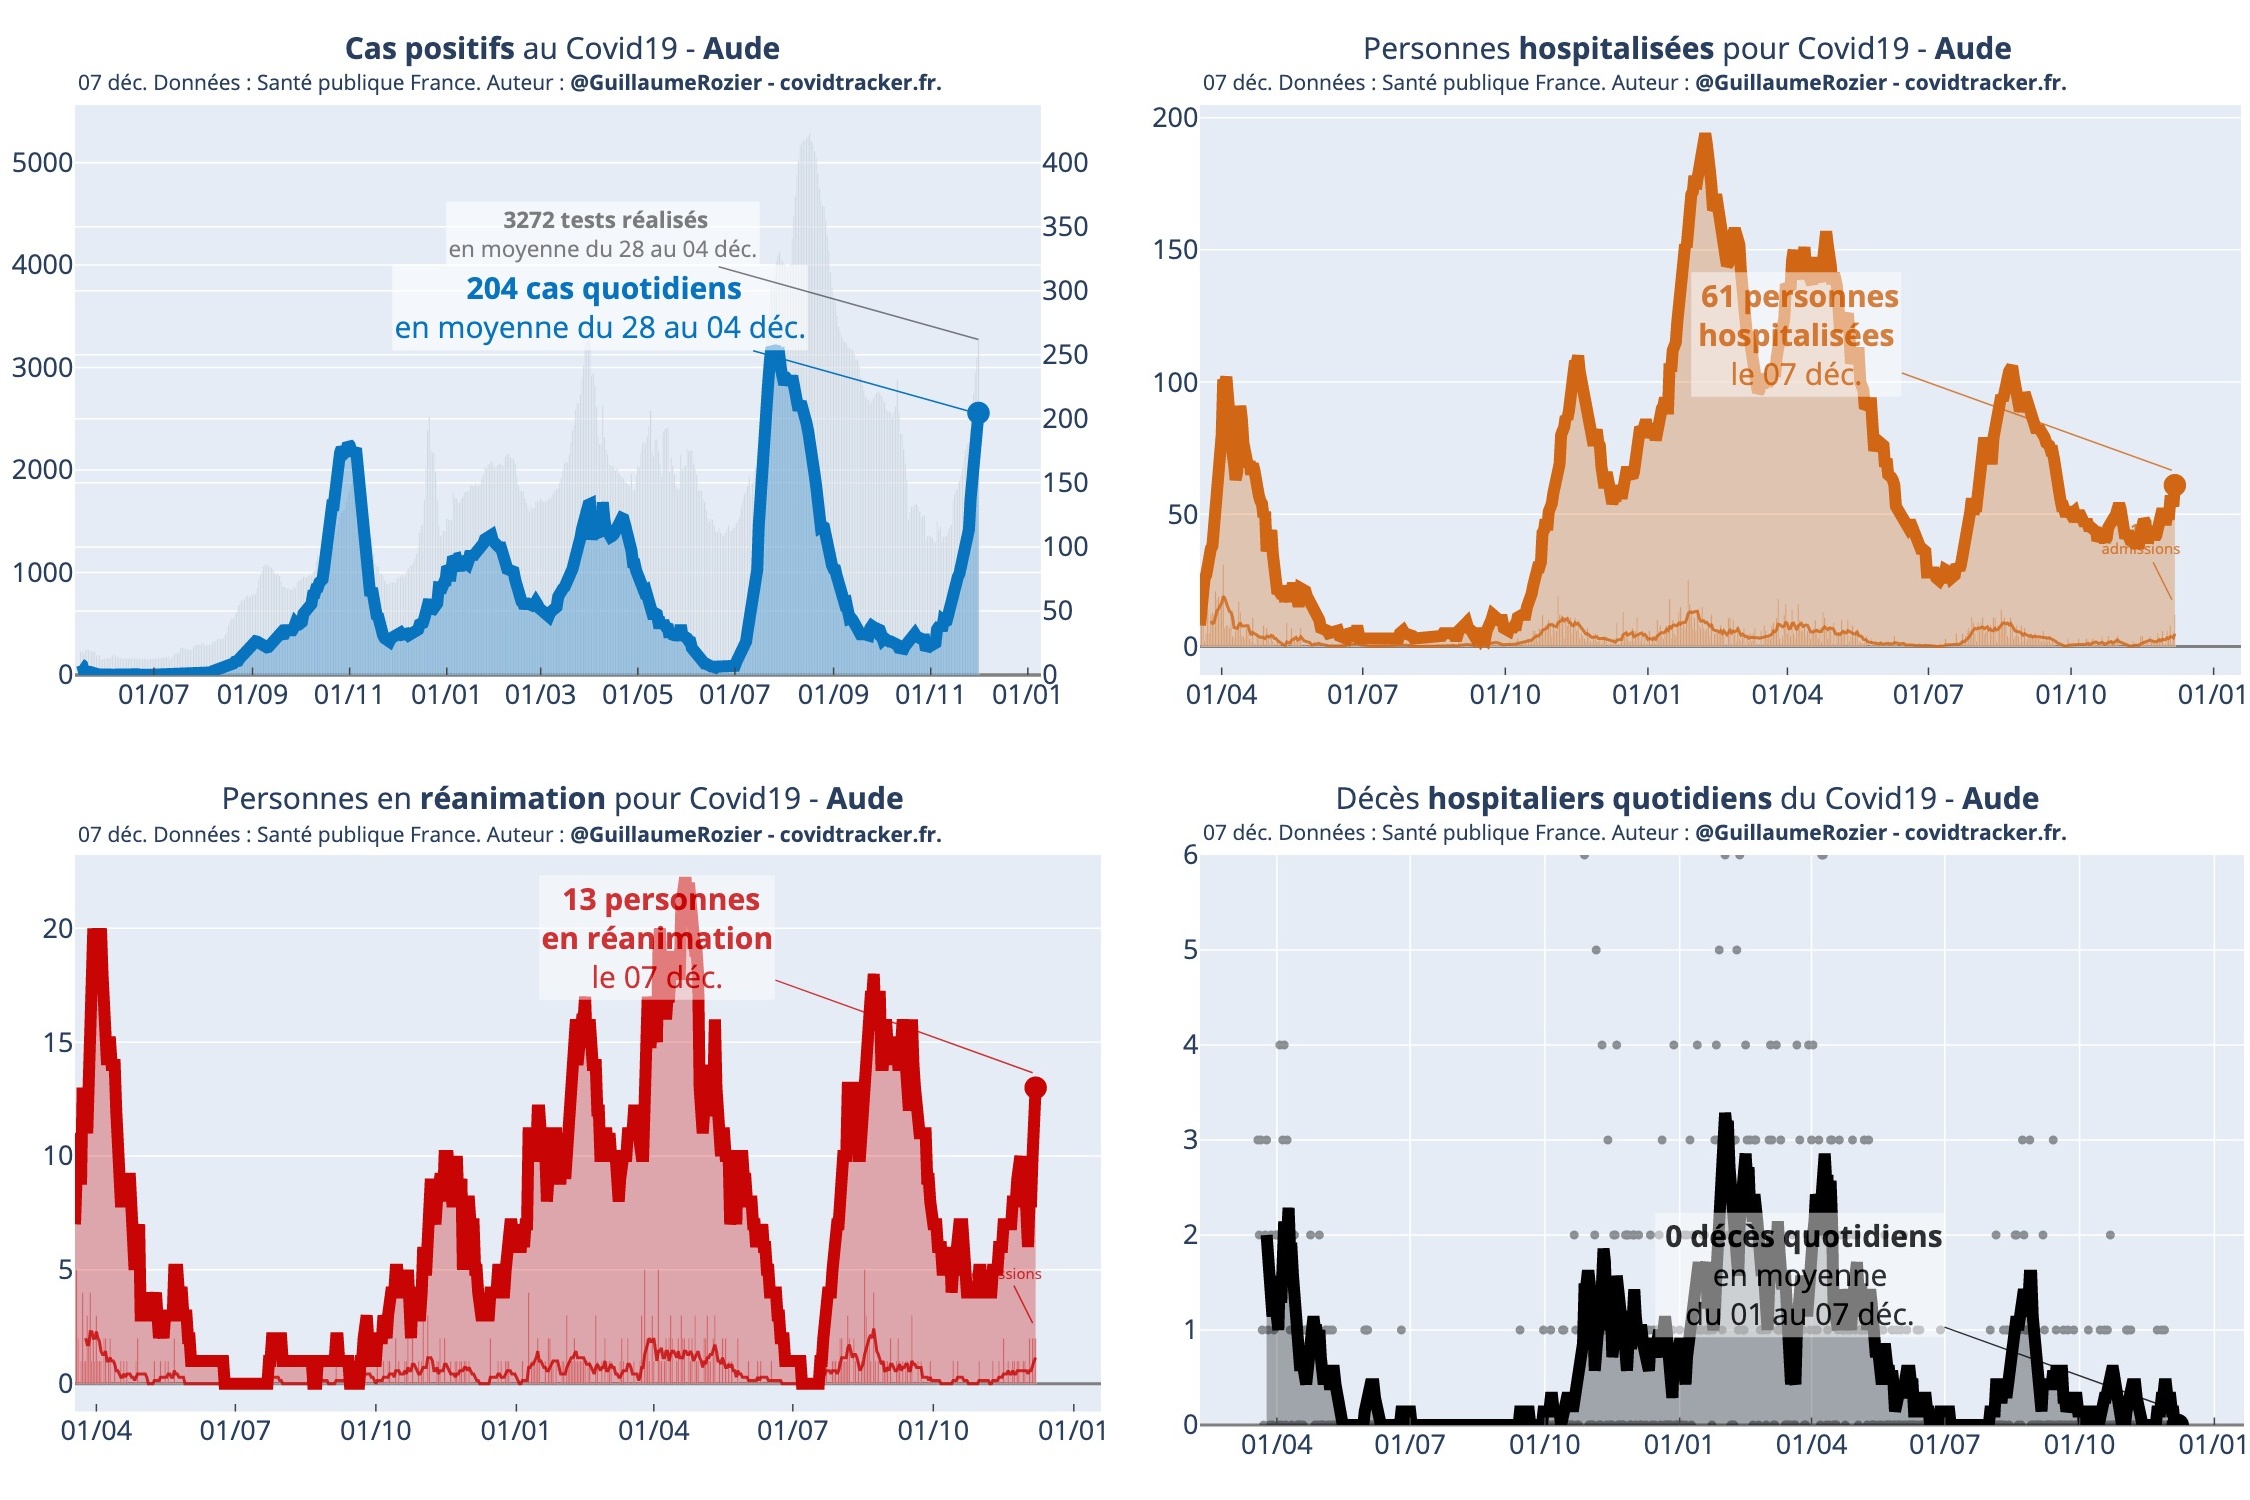 Cas positifs au Covid19 - Aude
07 déc. Données : Santé publique France. Auteur : @GuillaumeRozier - covidtracker.fr.
5000
4000
3000
2000
1000
0
400
350
300
250
200
150
100
50
0
3272 tests réalisés
en moyenne du 28 au 04 déc.
204 cas quotidiens
en moyenne du 28 au 04 déc.
01/07 01/09 01/11 01/01 01/03 01/05 01/07 01/09 01/11 01/01
Personnes hospitalisées pour Covid19 - Aude
07 déc. Données : Santé publique France. Auteur : @GuillaumeRozier - covidtracker.fr.
200
150
100
50
0
61 personnes
hospitalisées
le 07 déc.
admissions
01/04 01/07 01/10 01/01 01/04 01/07 01/10 01/01
Personnes en réanimation pour Covid19 - Aude
07 déc. Données : Santé publique France. Auteur : @GuillaumeRozier - covidtracker.fr.
20
15
10
5
0
13 personnes
en réanimation
le 07 déc.
ssions
01/04 01/07 01/10 01/01 01/04 01/07 01/10 01/01
Décès hospitaliers quotidiens du Covid19 - Aude
07 déc. Données : Santé publique France. Auteur : @GuillaumeRozier - covidtracker.fr.
6
5
4
3
2
1
0
0 décès quotidiens
en moyenne
du 01 au 07 déc.
01/04 01/07 01/10 01/01 01/04 01/07 01/10 01/01